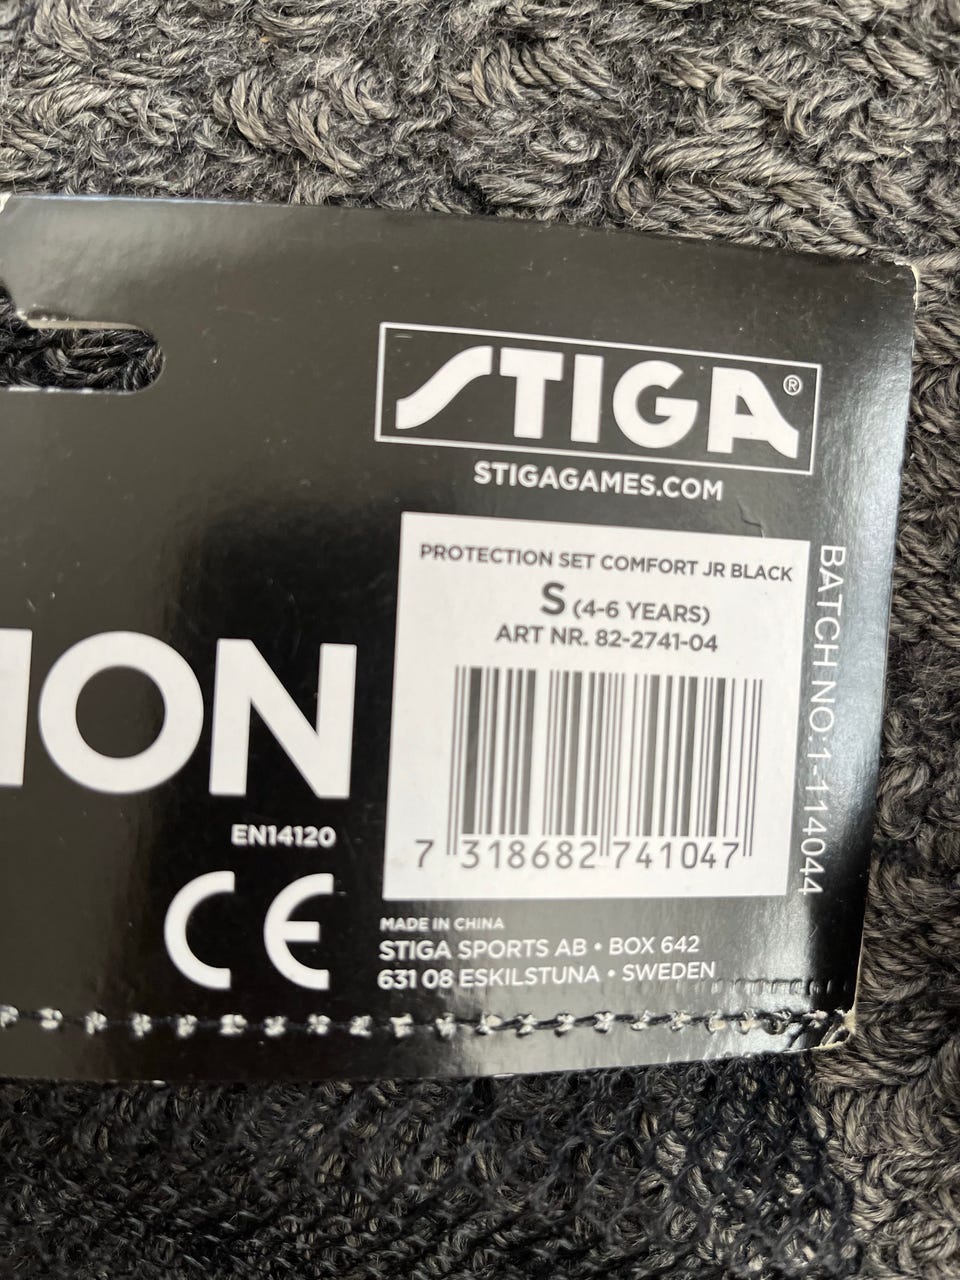 STIGA®
STIGAGAMES.COM
PROTECTION SET COMFORT JR BLACK
S (4-6 YEARS)
ART NR. 82-2741-04
7 318682 741047
BATCH NO:1-114044
ION
EN14120
CE
MADE IN CHINA
STIGA SPORTS AB • BOX 642
631 08 ESKILSTUNA • SWEDEN